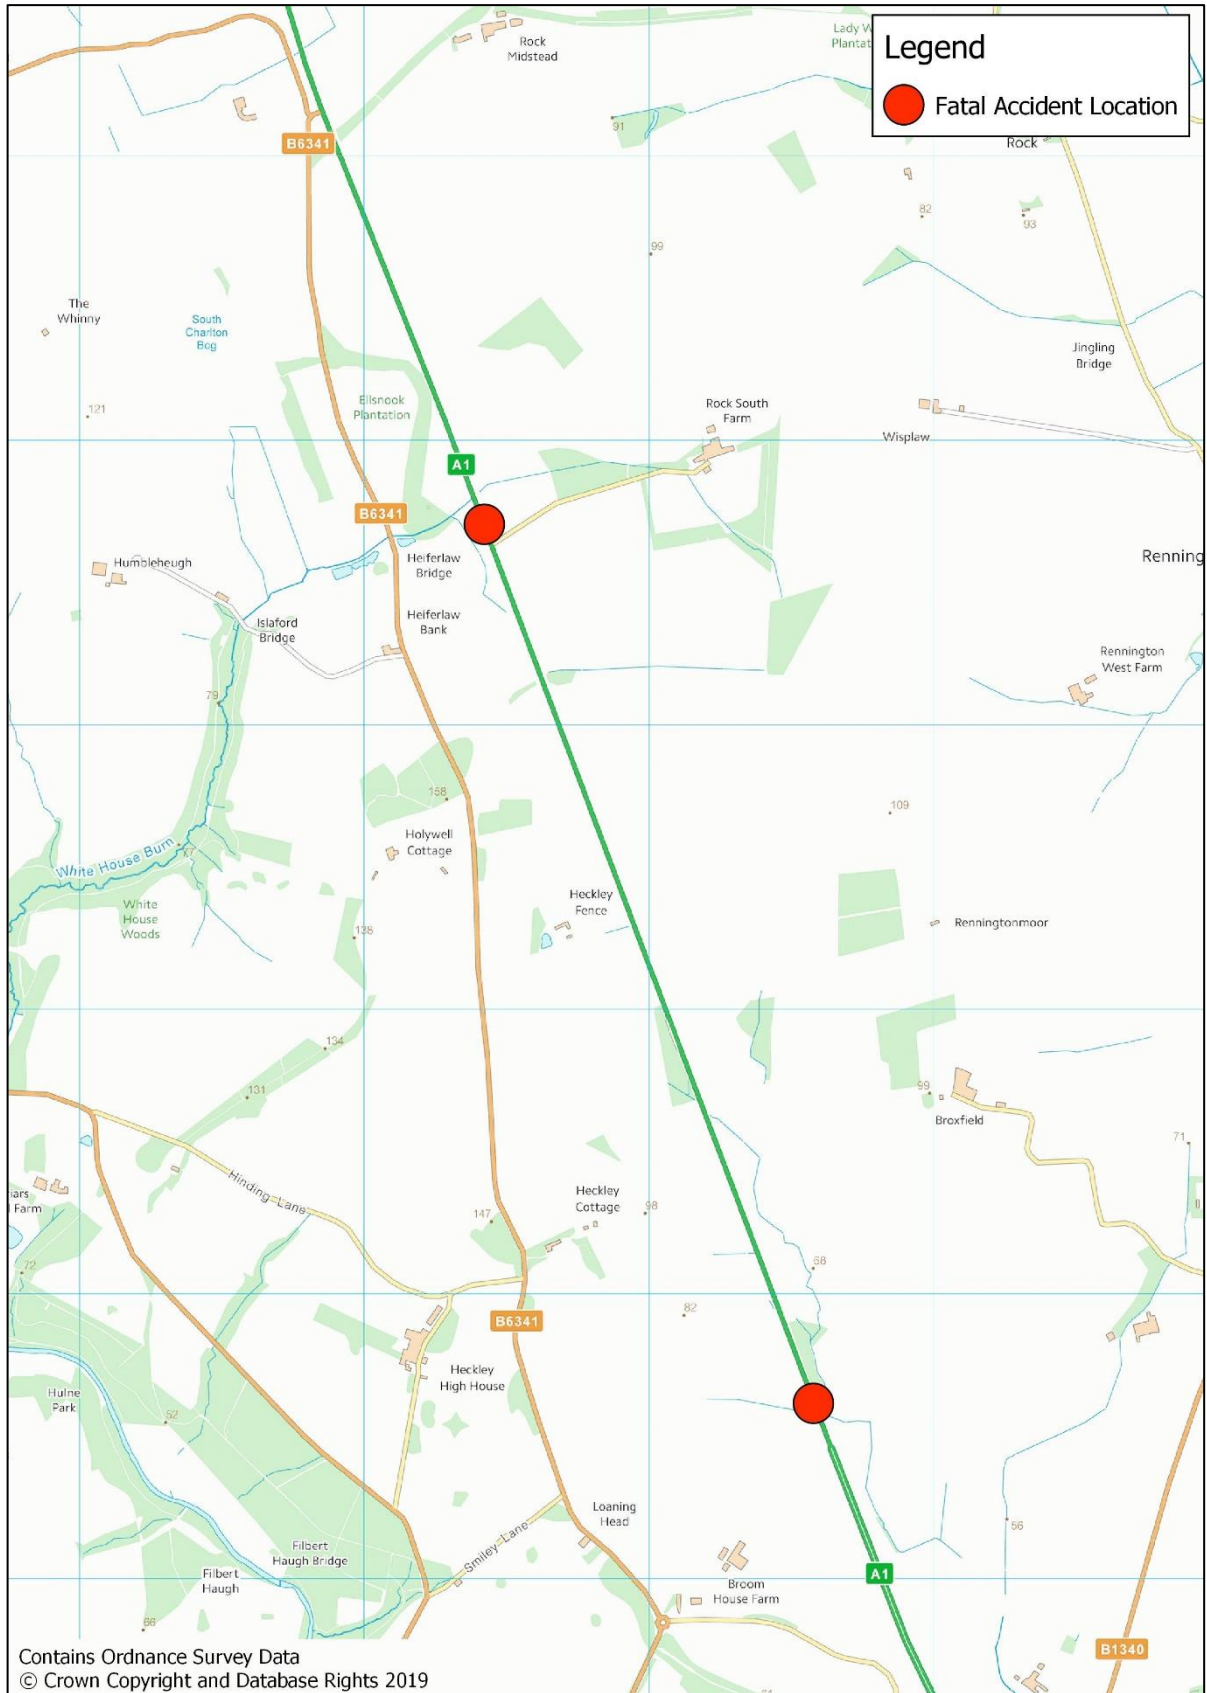 Legend
Fatal Accident Location
Rock
Midstead
Lady W
Plantat
B6341
91
Rock
82
93
99
The
Whinny
South
Charlton
Bog
Jingling
Bridge
121
Ellsnook
Plantation
Rock South
Farm
Wisplaw
A1
B6341
Humbleheugh
Heiferlaw
Bridge
Renning
Islaford
Bridge
Heiferlaw
Bank
Rennington
West Farm
79
158
109
Holywell
Cottage
77
White House Burn
White
House
Woods
Heckley
Fence
138
Renningtonmoor
134
131
99
Broxfield
71
Hinding Lane
iars
l Farm
Heckley
Cottage
147
98
72
68
82
B6341
Heckley
High House
Hulne
Park
52
Loaning
Head
56
Smiley Lane
Filbert
Haugh Bridge
Filbert
Haugh
A1
Broom
House Farm
66
B1340
Contains Ordnance Survey Data
© Crown Copyright and Database Rights 2019